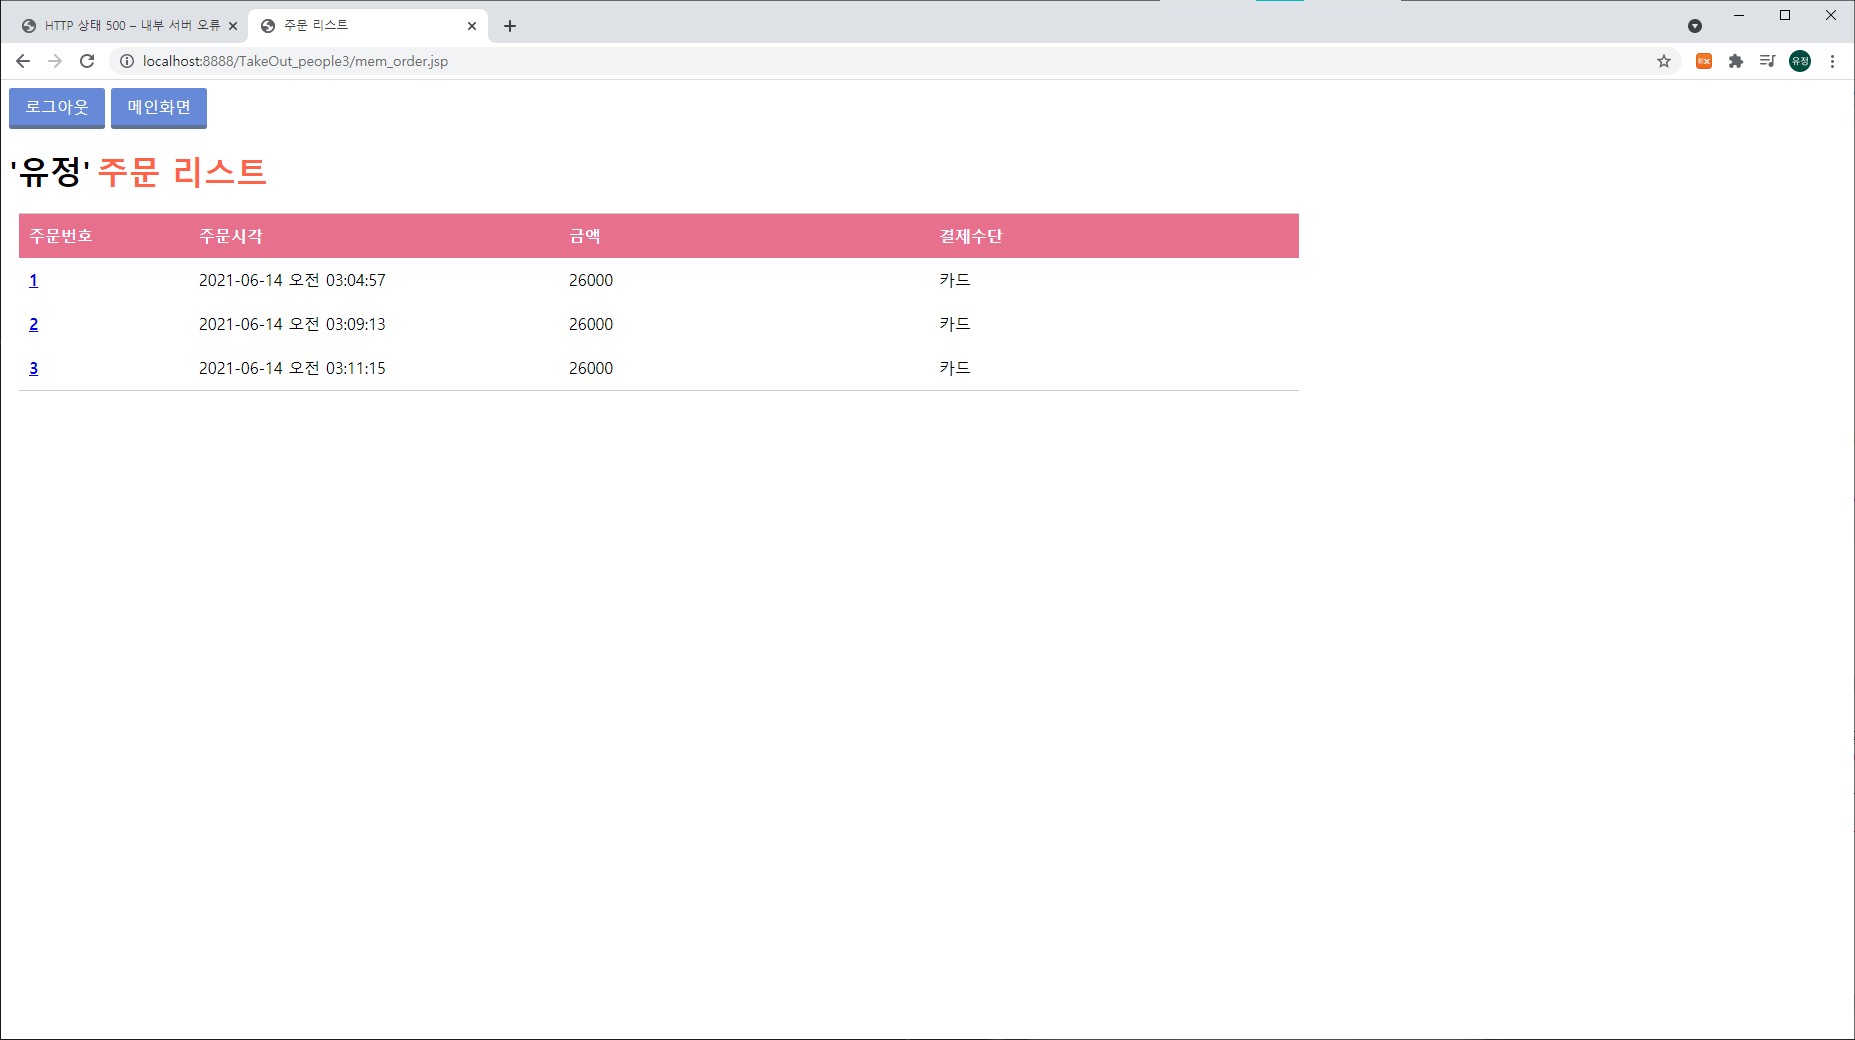 HTTP 상태 500 – 내부 서버 오류
주문 리스트
localhost:8888/TakeOut_people3/mem_order.jsp
유정
로그아웃 메인화면
'유정' 주문 리스트
주문번호 주문시각 금액 결제수단
1 2021-06-14 오전 03:04:57 26000 카드
2 2021-06-14 오전 03:09:13 26000 카드
3 2021-06-14 오전 03:11:15 26000 카드